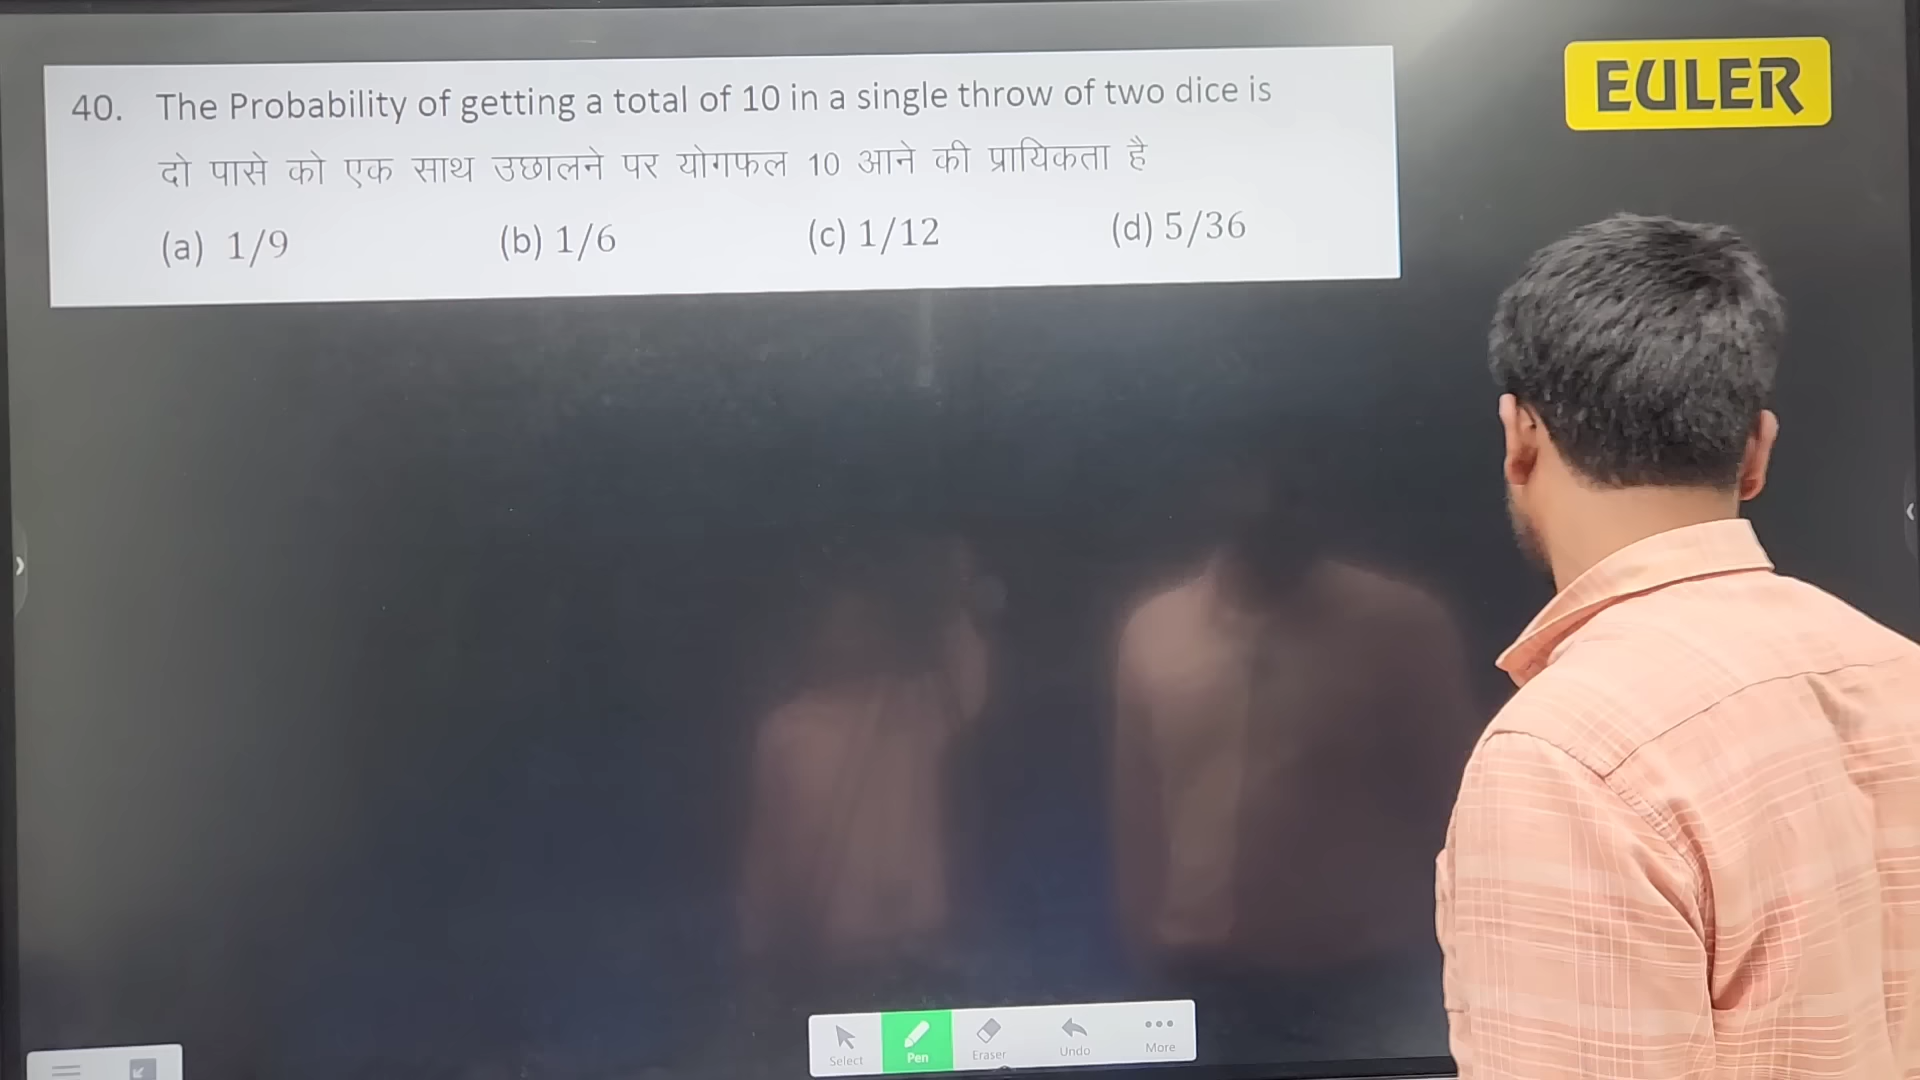 EULER
40. The Probability of getting a total of 10 in a single throw of two dice is
दो पासे को एक साथ उछालने पर योगफल 10 आने की प्रायिकता है
(a) 1/9 (b) 1/6 (c) 1/12 (d) 5/36
Select Pen Eraser Undo More